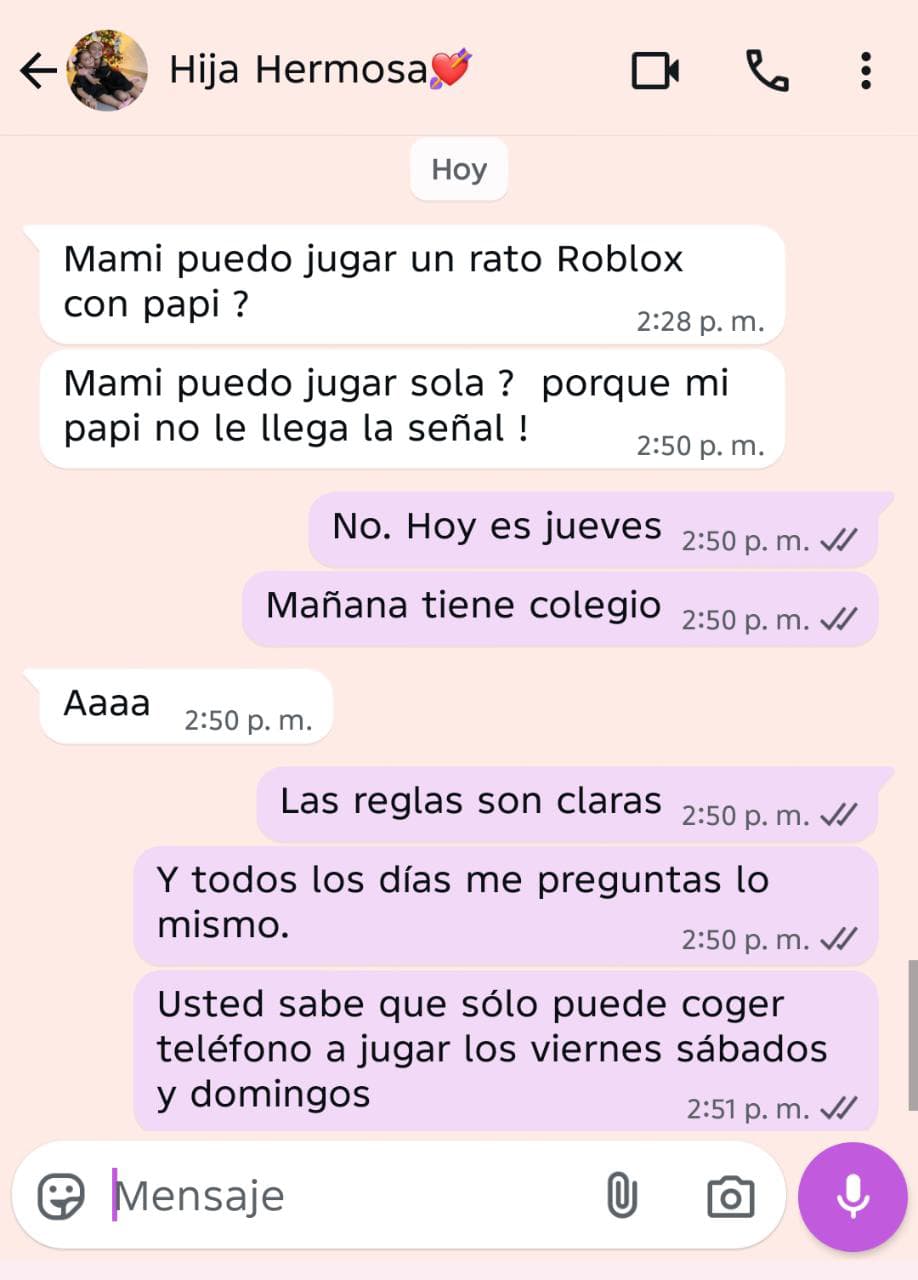 Hija Hermosa💘
Hoy
Mami puedo jugar un rato Roblox
con papi ?
2:28 p. m.
Mami puedo jugar sola ?  porque mi
papi no le llega la señal !
2:50 p. m.
No. Hoy es jueves 2:50 p. m.
Mañana tiene colegio 2:50 p. m.
Aaaa 2:50 p. m.
Las reglas son claras 2:50 p. m.
Y todos los días me preguntas lo
mismo.
2:50 p. m.
Usted sabe que sólo puede coger
teléfono a jugar los viernes sábados
y domingos
2:51 p. m.
Mensaje